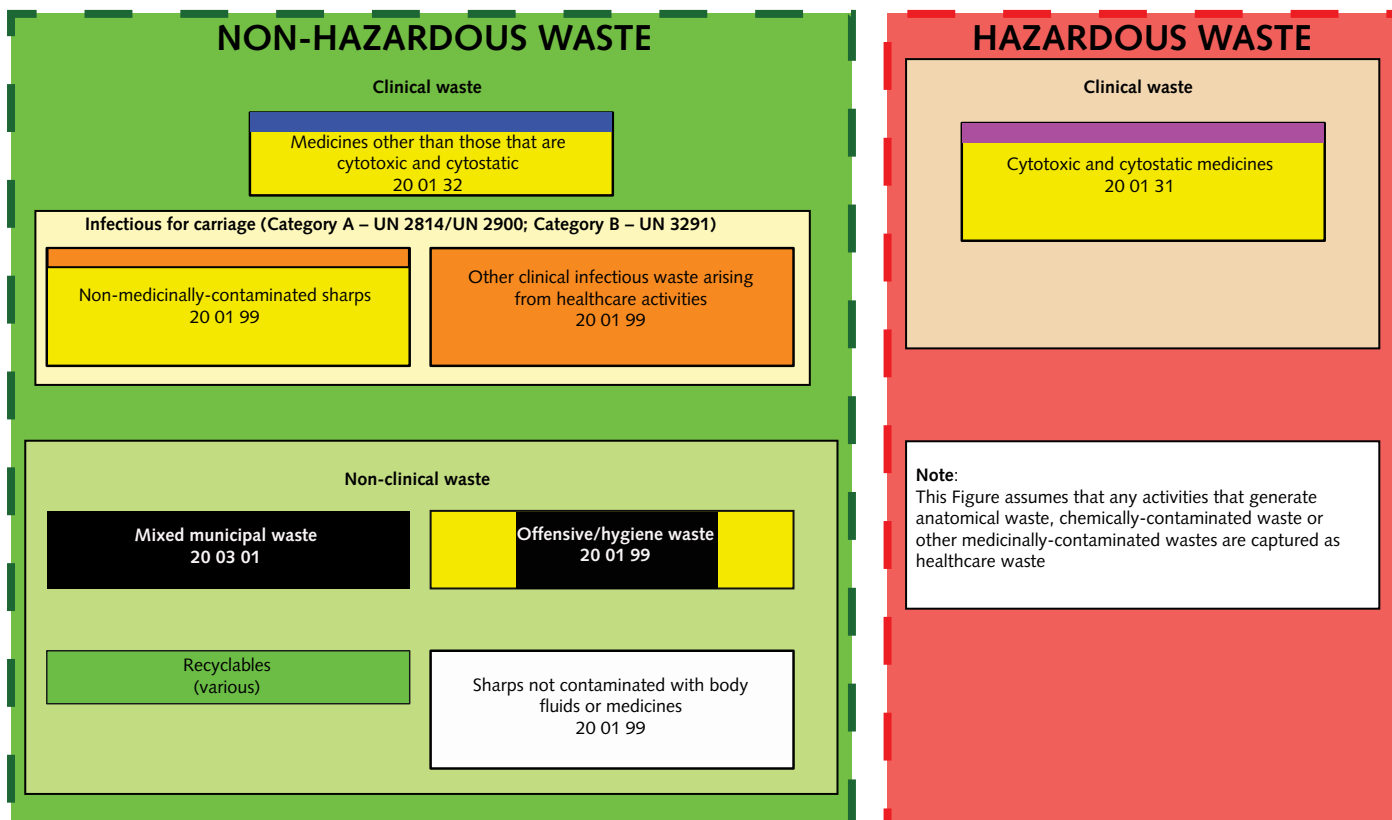 NON-HAZARDOUS WASTE
Clinical waste
Medicines other than those that are
cytotoxic and cytostatic
20 01 32
Infectious for carriage (Category A – UN 2814/UN 2900; Category B – UN 3291)
Non-medicinally-contaminated sharps
20 01 99
Other clinical infectious waste arising
from healthcare activities
20 01 99
Non-clinical waste
Mixed municipal waste
20 03 01
Offensive/hygiene waste
20 01 99
Recyclables
(various)
Sharps not contaminated with body
fluids or medicines
20 01 99
HAZARDOUS WASTE
Clinical waste
Cytotoxic and cytostatic medicines
20 01 31
Note:
This Figure assumes that any activities that generate
anatomical waste, chemically-contaminated waste or
other medicinally-contaminated wastes are captured as
healthcare waste